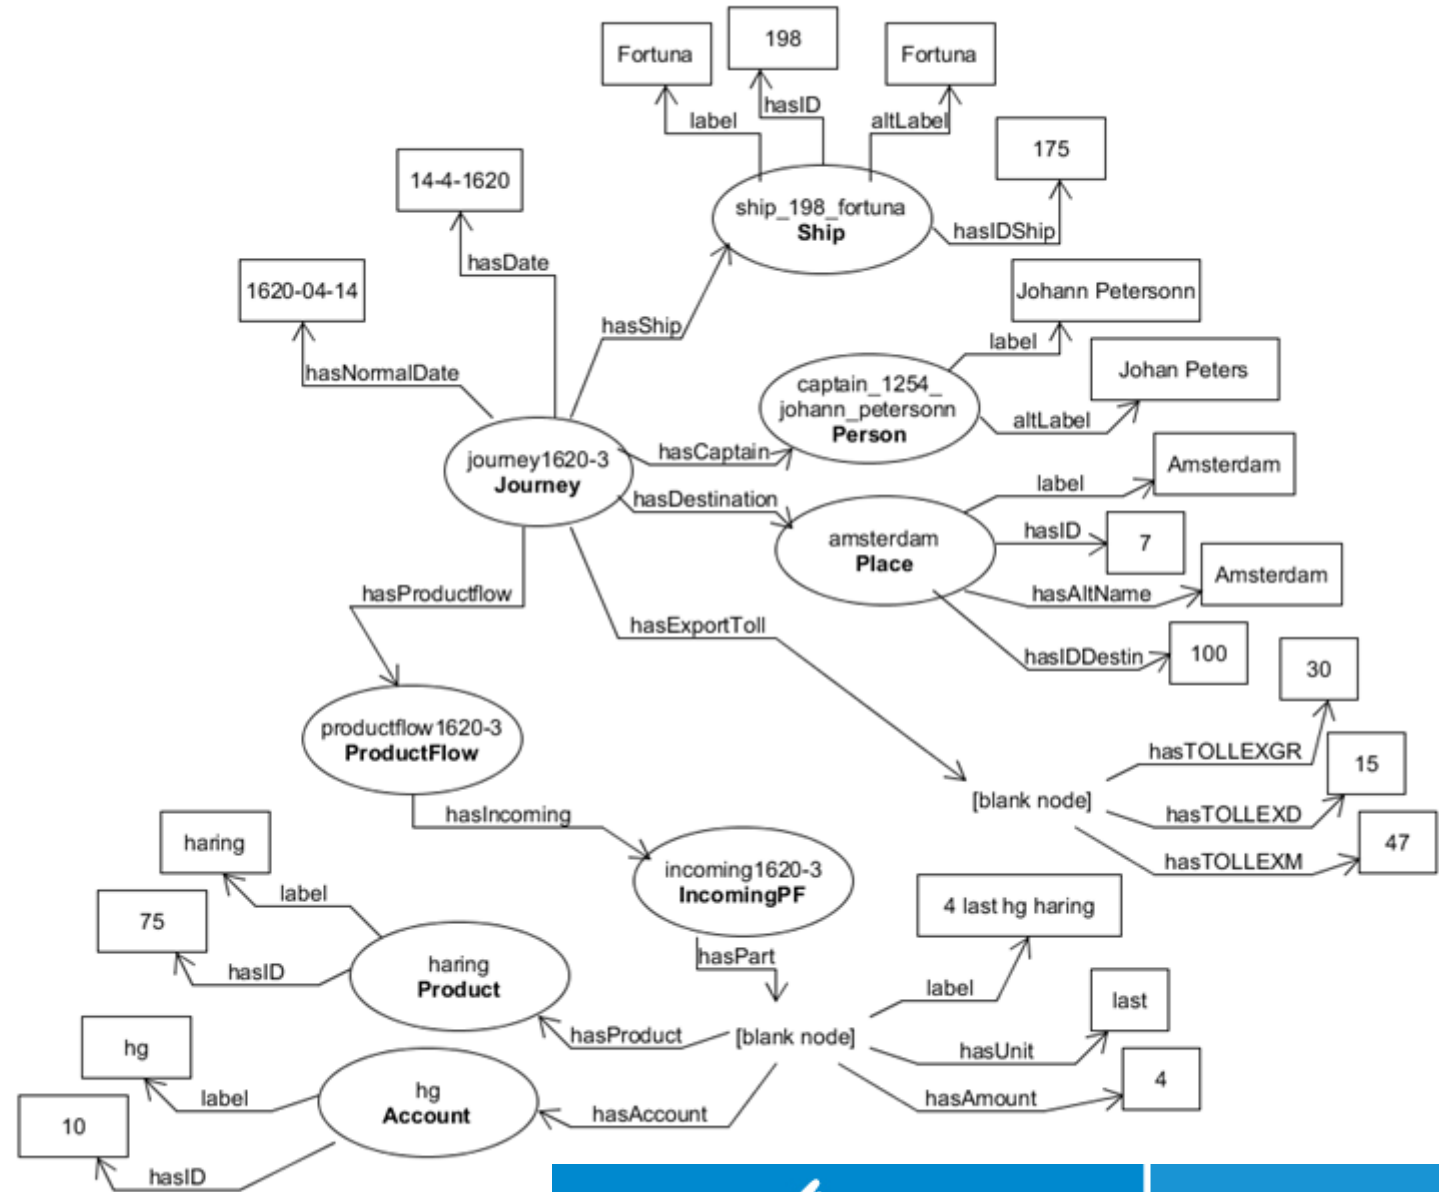 Fortuna
198
Fortuna
label
hasID
altLabel
175
14-4-1620
ship_198_fortuna
Ship
hasIDShip
hasDate
1620-04-14
Johann Petersonn
hasShip
label
hasNormalDate
Johan Peters
captain_1254_
johann_petersonn
Person
altLabel
journey1620-3
Journey
hasCaptain
Amsterdam
label
hasDestination
amsterdam
Place
hasID
7
Amsterdam
hasAltName
hasProductflow
hasExportToll
hasIDDestin
100
30
productflow1620-3
ProductFlow
hasTOLLEXGR
15
[blank node]
hasTOLLEXD
hasIncoming
47
haring
hasTOLLEXM
incoming1620-3
IncomingPF
label
4 last hg haring
75
hasPart
haring
Product
hasID
label
last
hasProduct
[blank node]
hg
hasUnit
4
hg
Account
label
hasAmount
hasAccount
10
hasID